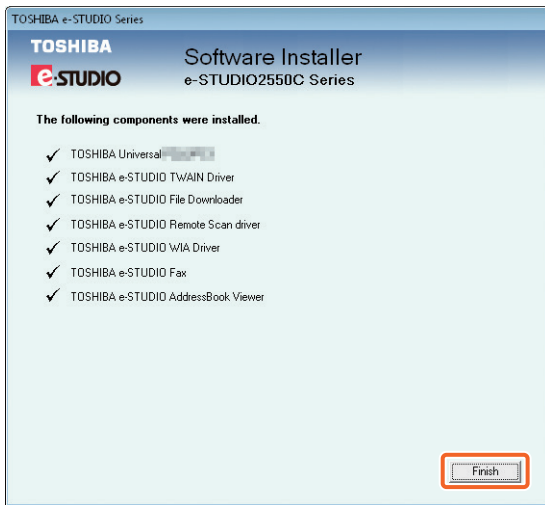 TOSHIBA e-STUDIO Series
TOSHIBA
e-STUDIO
Software Installer
e-STUDIO2550C Series
The following components were installed.
✓ TOSHIBA Universal
✓ TOSHIBA e-STUDIO TWAIN Driver
✓ TOSHIBA e-STUDIO File Downloader
✓ TOSHIBA e-STUDIO Remote Scan driver
✓ TOSHIBA e-STUDIO WIA Driver
✓ TOSHIBA e-STUDIO Fax
✓ TOSHIBA e-STUDIO AddressBook Viewer
Finish